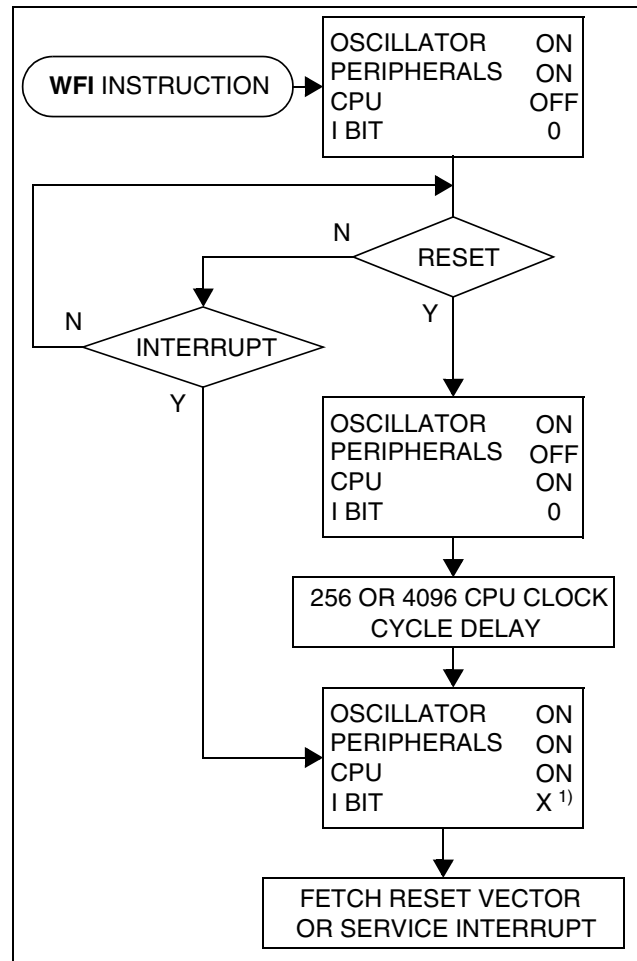 WFI INSTRUCTION
OSCILLATOR ON
PERIPHERALS ON
CPU OFF
I BIT 0
N
RESET
Y
N
INTERRUPT
Y
OSCILLATOR ON
PERIPHERALS OFF
CPU ON
I BIT 0
256 OR 4096 CPU CLOCK
CYCLE DELAY
OSCILLATOR ON
PERIPHERALS ON
CPU ON
I BIT X 1)
FETCH RESET VECTOR
OR SERVICE INTERRUPT